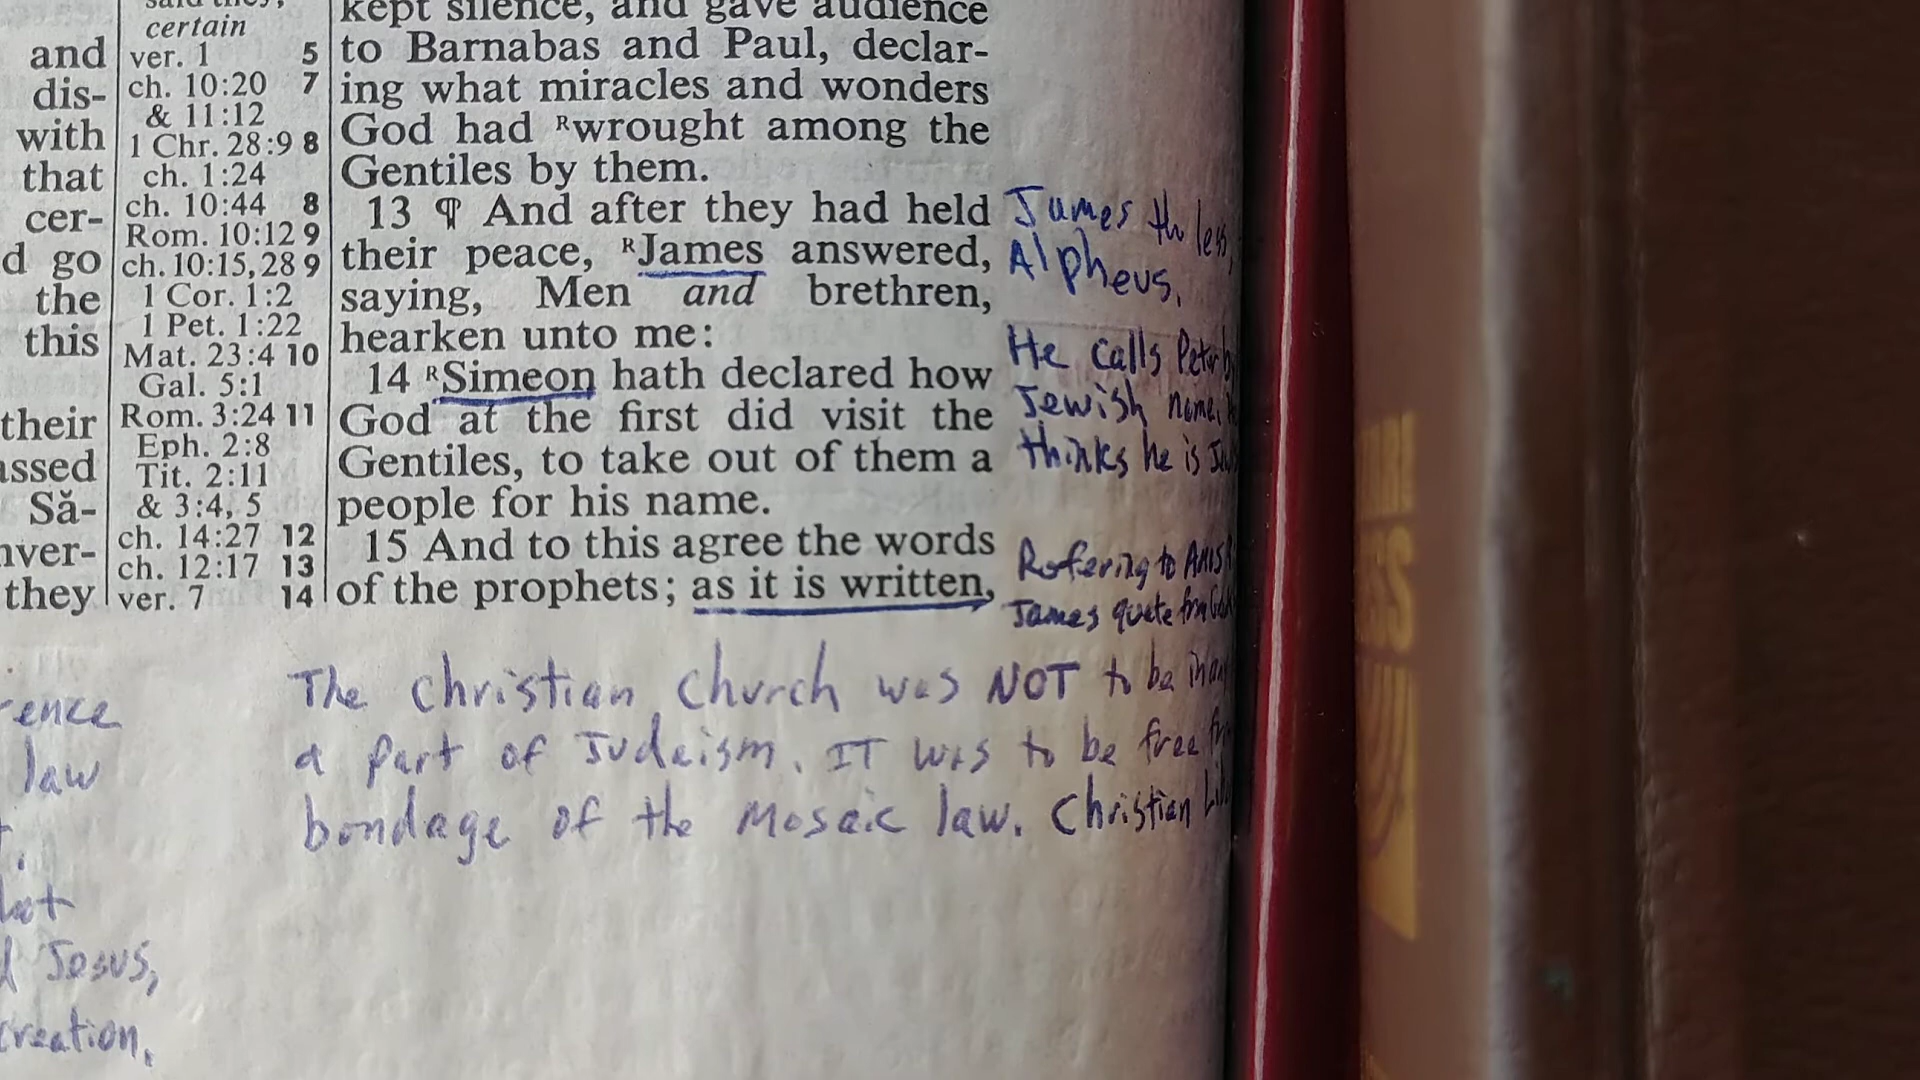 and
dis-
with
that
cer-
d go
the
this
their
assed
Să-
nver-
they
certain
ver. 1 5
ch. 10:20 7
& 11:12
1 Chr. 28:9 8
ch. 1:24
ch. 10:44 8
Rom. 10:12 9
ch. 10:15, 28 9
1 Cor. 1:2
1 Pet. 1:22
Mat. 23:4 10
Gal. 5:1
Rom. 3:24 11
Eph. 2:8
Tit. 2:11
& 3:4, 5
ch. 14:27 12
ch. 12:17 13
ver. 7 14
kept silence, and gave audience
to Barnabas and Paul, declar-
ing what miracles and wonders
God had ᴿwrought among the
Gentiles by them.
13 ¶ And after they had held
their peace, ᴿJames answered,
saying, Men and brethren,
hearken unto me:
14 ᴿSimeon hath declared how
God at the first did visit the
Gentiles, to take out of them a
people for his name.
15 And to this agree the words
of the prophets; as it is written,
James the less,
Alpheus.
He calls Peter
Jewish name,
thinks he is
Refering to
James quote
The Christian Church was NOT to be in
a part of Judaism. IT was to be free
bondage of the Mosaic law. Christian
rence
law
Jesus,
creation.